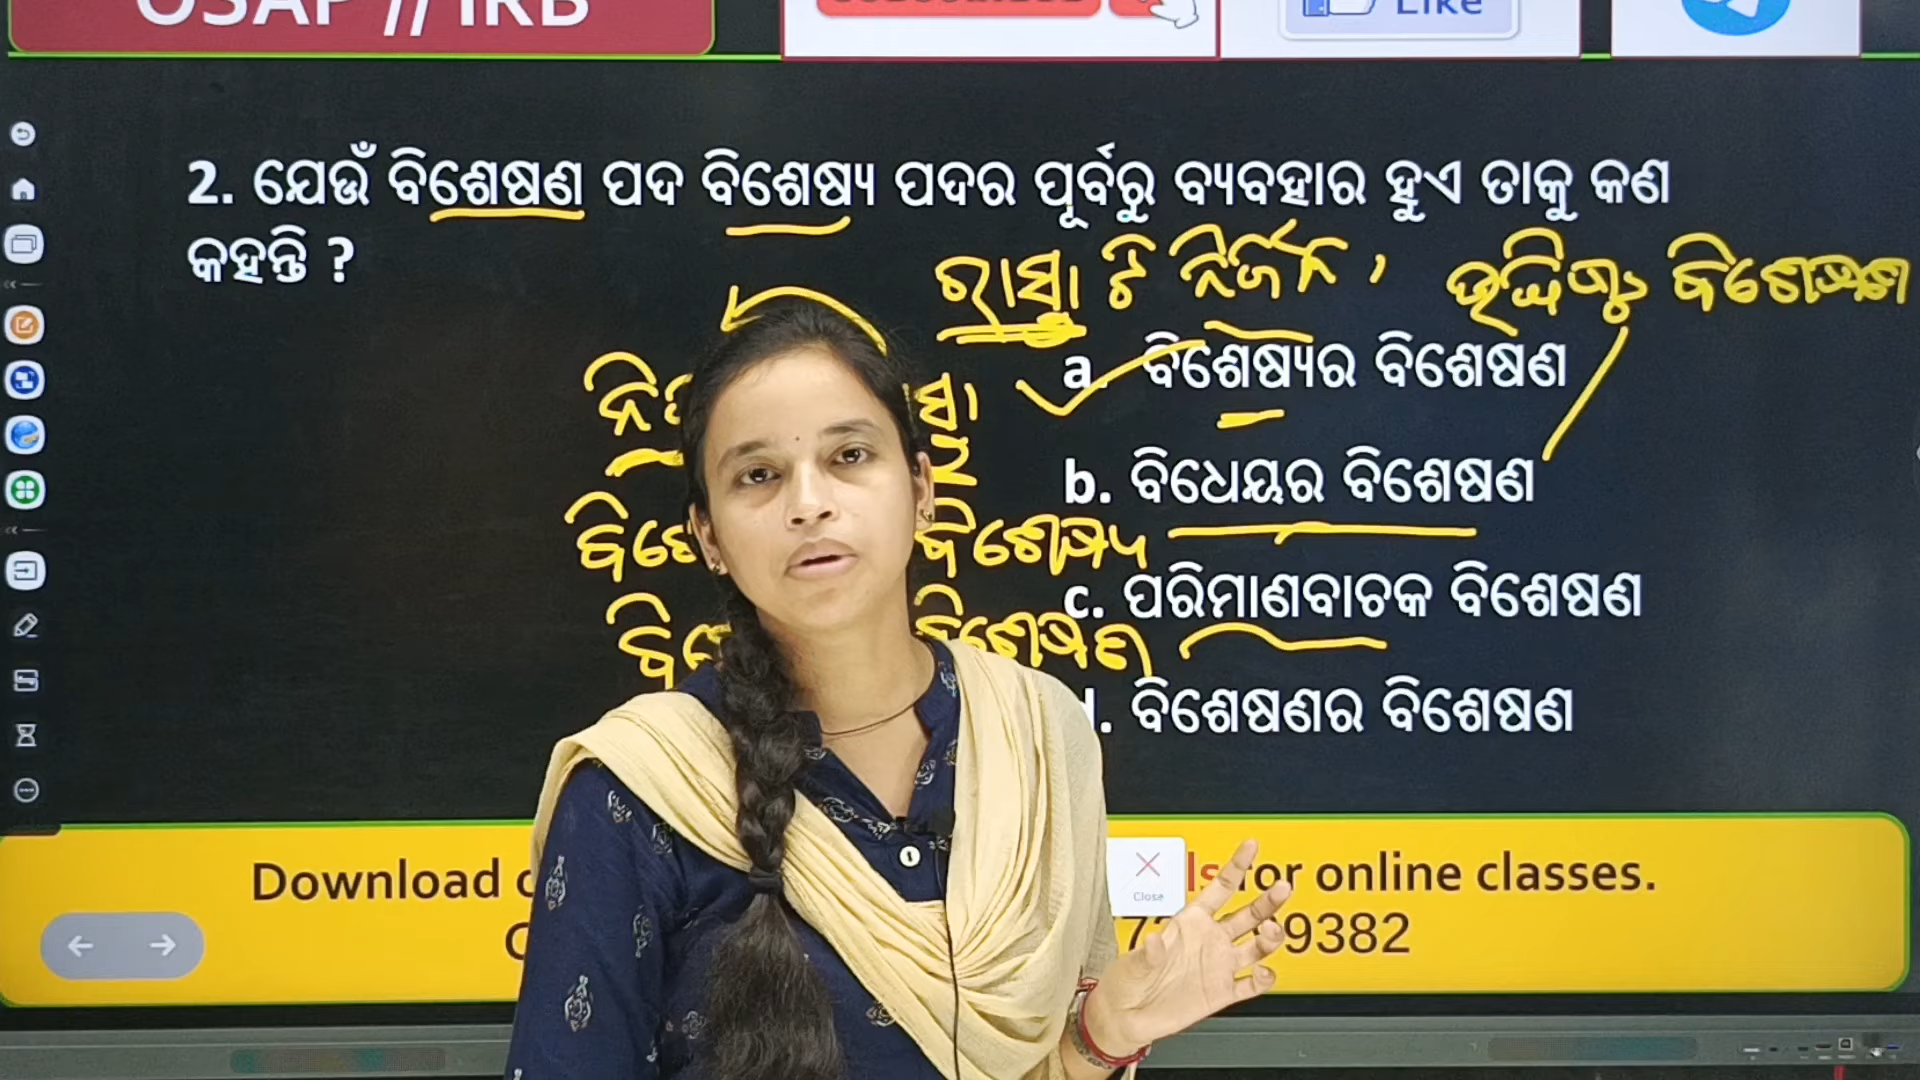 OSAP // IRB
Like
2. ଯେଉଁ ବିଶେଷଣ ପଦ ବିଶେଷ୍ୟ ପଦର ପୂର୍ବରୁ ବ୍ୟବହାର ହୁଏ ତାକୁ କଣ
କହନ୍ତି ?
ରାସ୍ତା ଟି ନିର୍ଜନ,
ବିଶେଷଣ
a. ବିଶେଷ୍ୟର ବିଶେଷଣ
b. ବିଧେୟର ବିଶେଷଣ
ବିଶେଷ୍ୟ
c. ପରିମାଣବାଚକ ବିଶେଷଣ
ବିଶେଷଣ
d. ବିଶେଷଣର ବିଶେଷଣ
Download
for online classes.
Close
9382